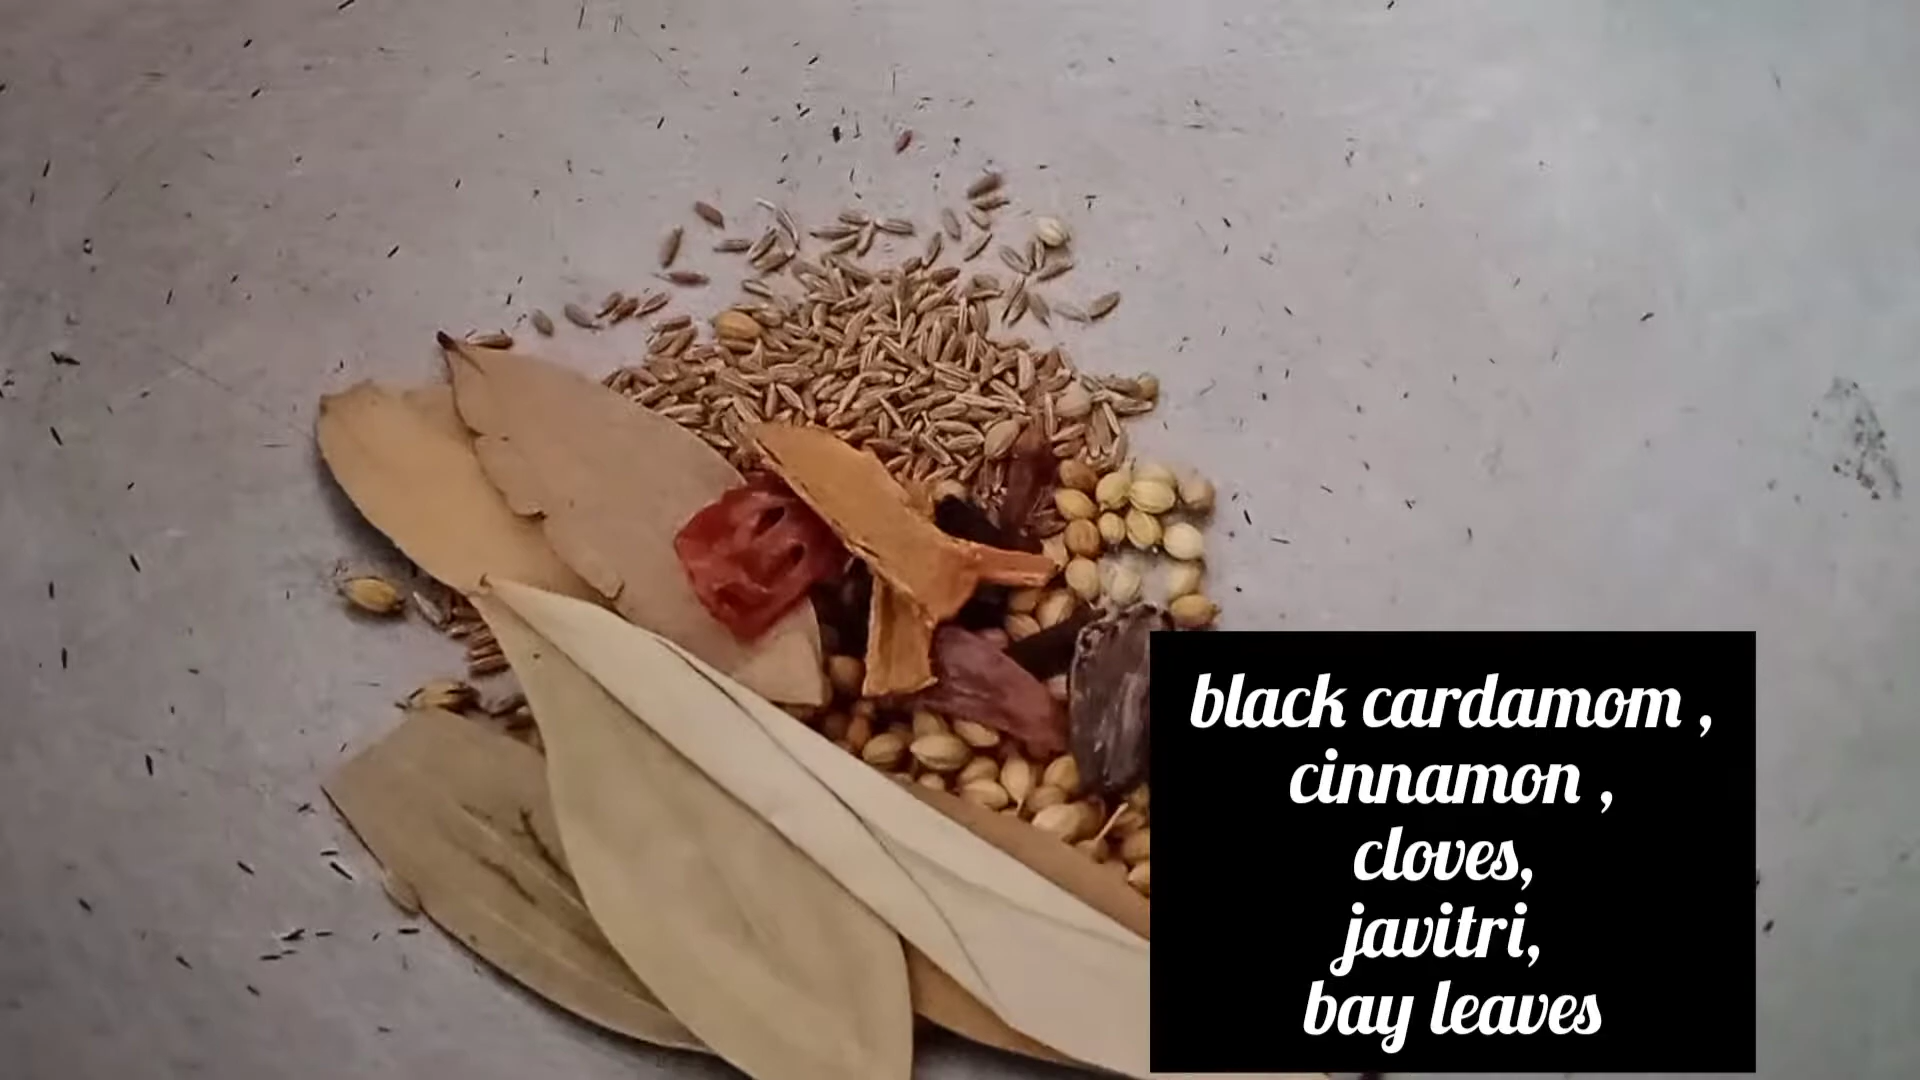 black cardamom ,
cinnamon ,
cloves,
javitri,
bay leaves